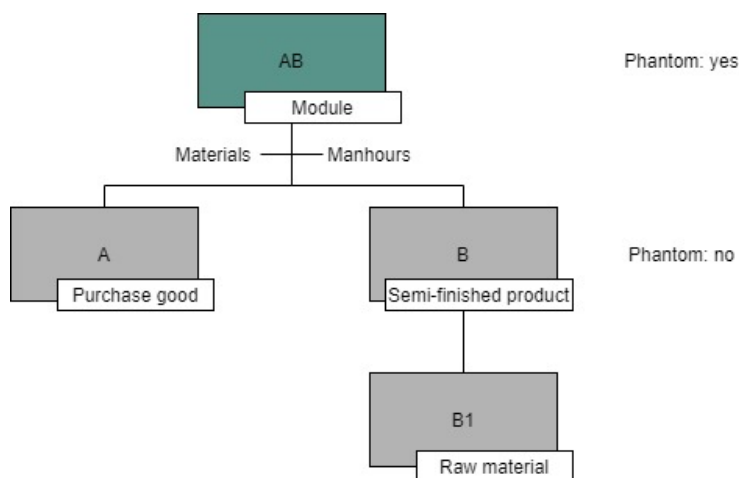 AB
Phantom: yes
Module
Materials
Manhours
A
B
Phantom: no
Purchase good
Semi-finished product
B1
Raw material